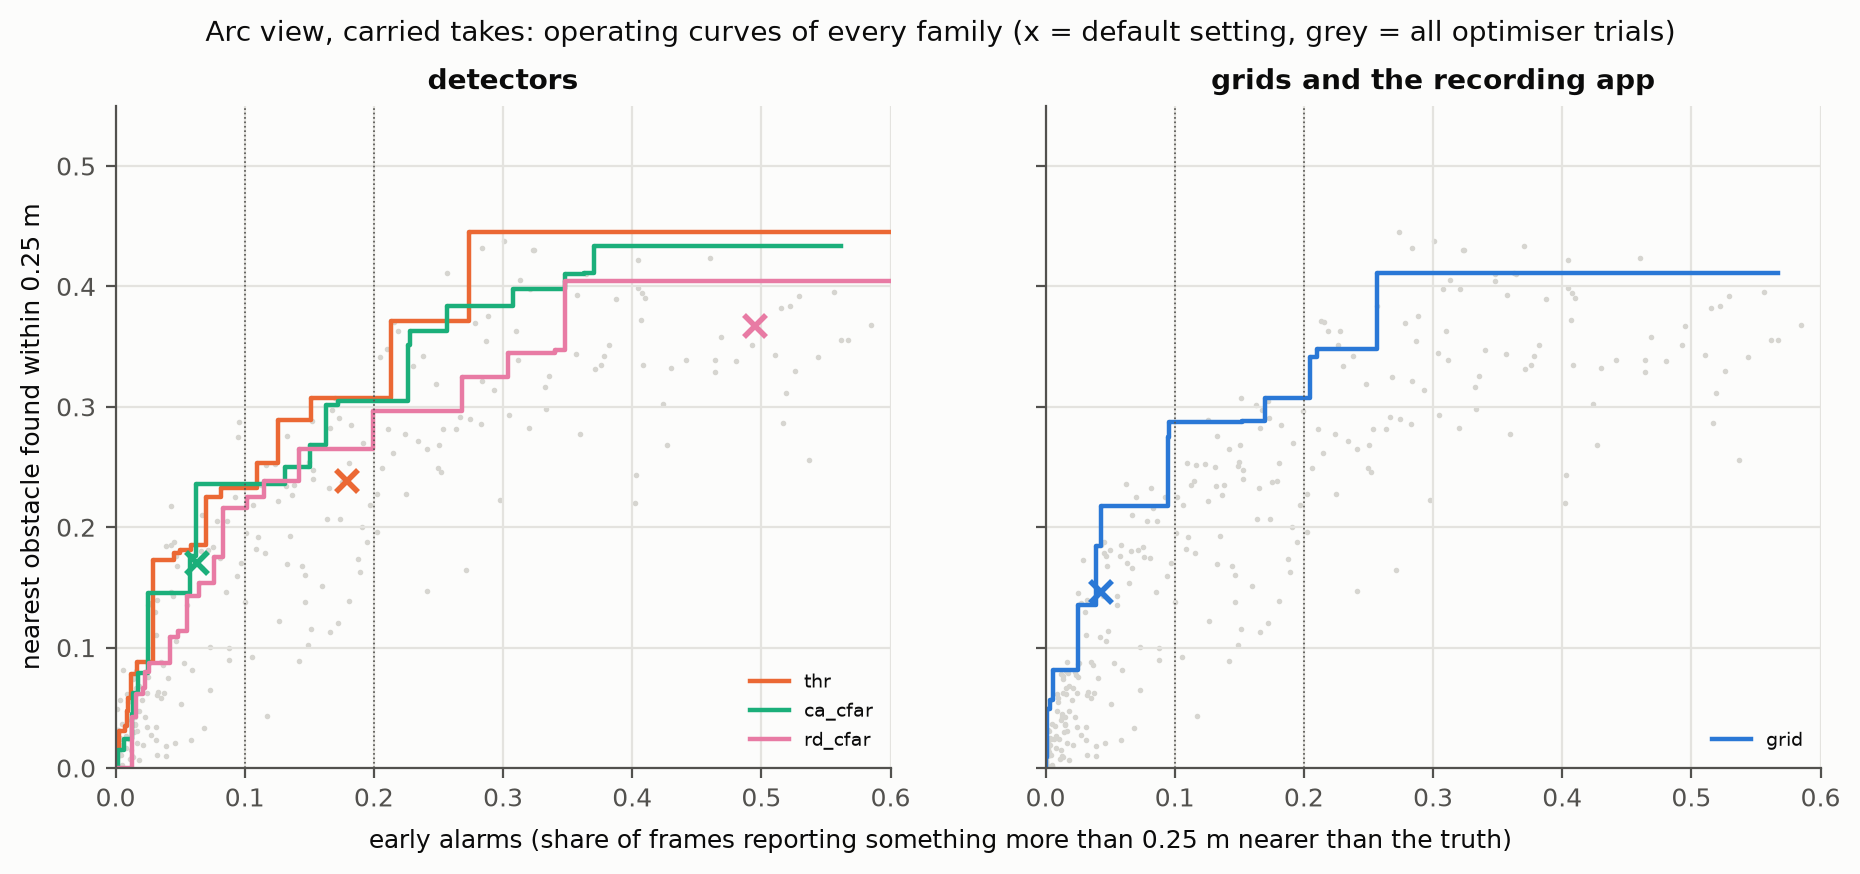 Arc view, carried takes: operating curves of every family (x = default setting, grey = all optimiser trials)
detectors
grids and the recording app
nearest obstacle found within 0.25 m
0.5
0.4
0.3
0.2
0.1
0.0
thr
ca_cfar
rd_cfar
grid
0.0 0.1 0.2 0.3 0.4 0.5 0.6
0.0 0.1 0.2 0.3 0.4 0.5 0.6
early alarms (share of frames reporting something more than 0.25 m nearer than the truth)